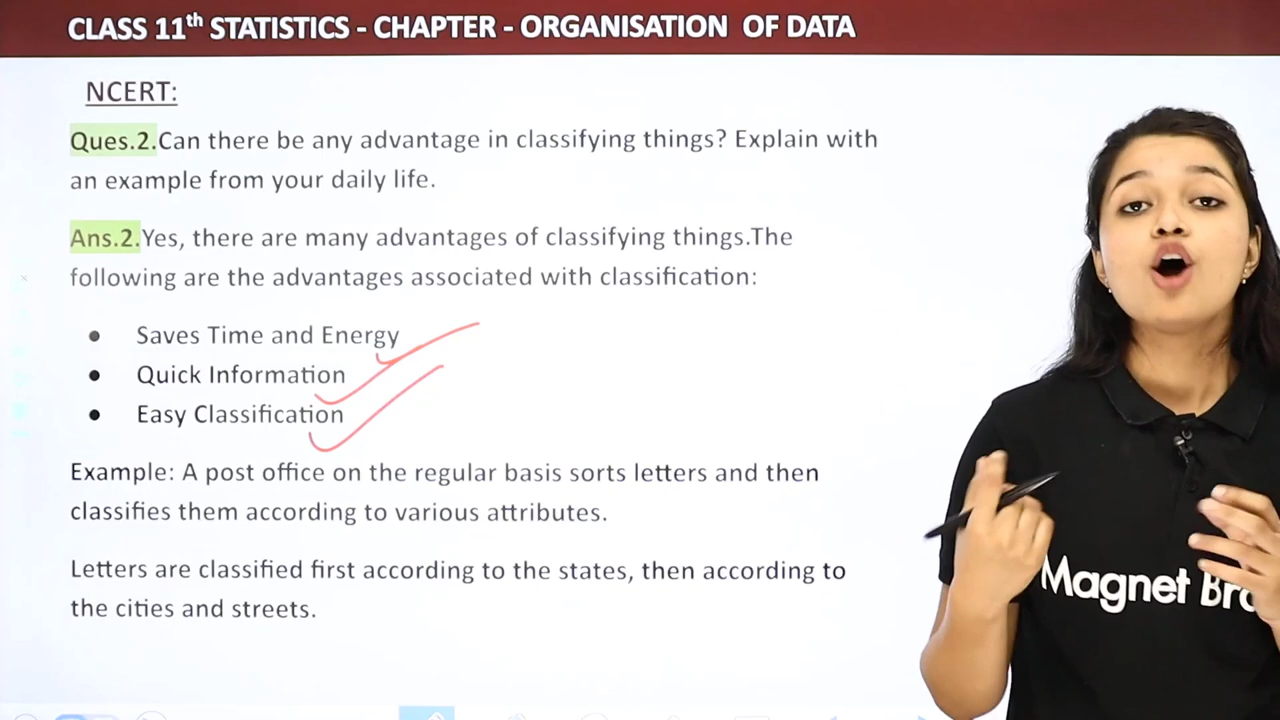 CLASS 11th STATISTICS - CHAPTER - ORGANISATION OF DATA
NCERT:
Ques.2.Can there be any advantage in classifying things? Explain with
an example from your daily life.
Ans.2.Yes, there are many advantages of classifying things.The
following are the advantages associated with classification:
● Saves Time and Energy
● Quick Information
● Easy Classification
Example: A post office on the regular basis sorts letters and then
classifies them according to various attributes.
Letters are classified first according to the states, then according to
the cities and streets.
Magnet Bra